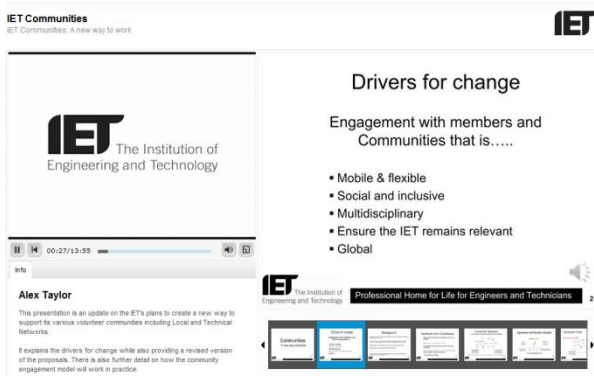 IET Communities
IET Communities: A new way to work
IET
IET The Institution of
Engineering and Technology
00:27/13:55
Info
Alex Taylor
This presentation is an update on the IET's plans to create a new way to
support its various volunteer communities including Local and Technical
Networks.
It explains the drivers for change while also providing a revised version
of the proposals. There is also further detail on how the community
engagement model will work in practice.
Drivers for change
Engagement with members and
Communities that is…..
▪ Mobile & flexible
▪ Social and inclusive
▪ Multidisciplinary
▪ Ensure the IET remains relevant
▪ Global
IET The Institution of
Engineering and Technology
Professional Home for Life for Engineers and Technicians
2
Communities
Drivers for change
Background